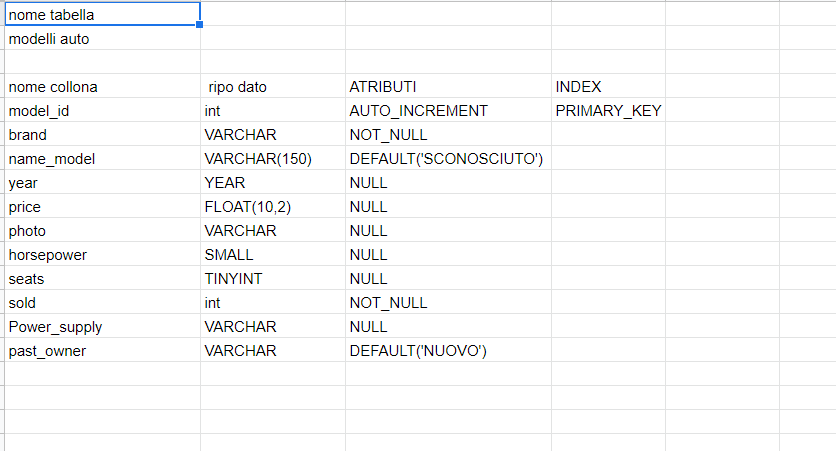 nome tabella
modelli auto
nome collona ripo dato ATRIBUTI INDEX
model_id int AUTO_INCREMENT PRIMARY_KEY
brand VARCHAR NOT_NULL
name_model VARCHAR(150) DEFAULT('SCONOSCIUTO')
year YEAR NULL
price FLOAT(10,2) NULL
photo VARCHAR NULL
horsepower SMALL NULL
seats TINYINT NULL
sold int NOT_NULL
Power_supply VARCHAR NULL
past_owner VARCHAR DEFAULT('NUOVO')